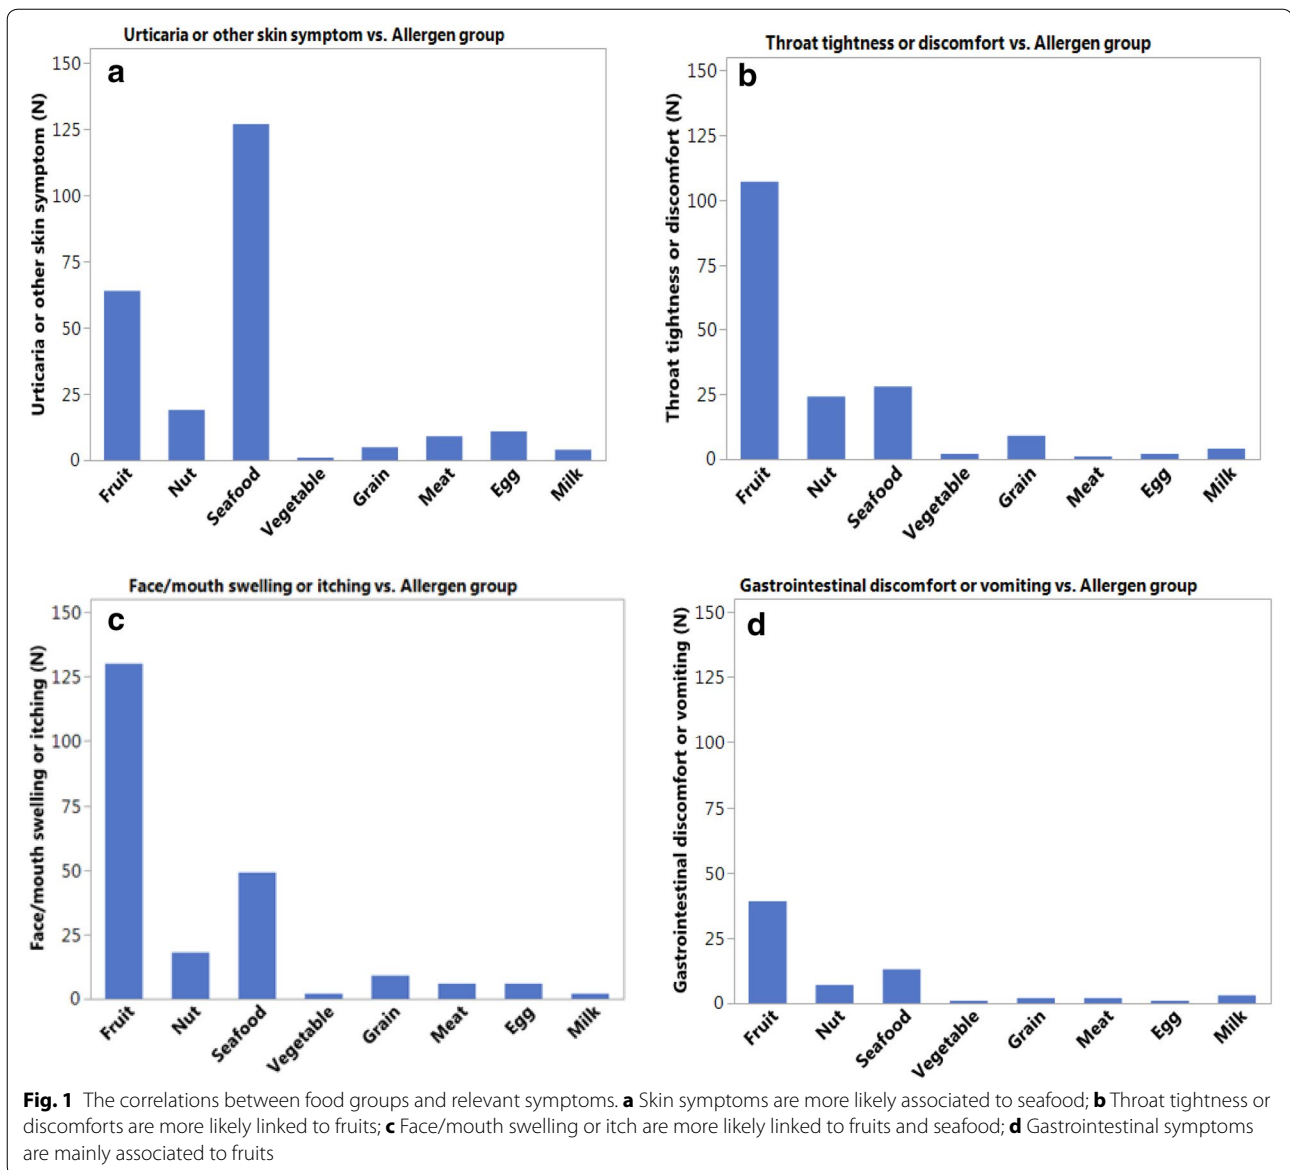 Urticaria or other skin symptom vs. Allergen group
a
Urticaria or other skin symptom (N)
150
125
100
75
50
25
0
Fruit
Nut
Seafood
Vegetable
Grain
Meat
Egg
Milk
Throat tightness or discomfort vs. Allergen group
b
Throat tightness or discomfort (N)
150
125
100
75
50
25
0
Fruit
Nut
Seafood
Vegetable
Grain
Meat
Egg
Milk
Face/mouth swelling or itching vs. Allergen group
c
Face/mouth swelling or itching (N)
150
125
100
75
50
25
0
Fruit
Nut
Seafood
Vegetable
Grain
Meat
Egg
Milk
Gastrointestinal discomfort or vomiting vs. Allergen group
d
Gastrointestinal discomfort or vomiting (N)
150
125
100
75
50
25
0
Fruit
Nut
Seafood
Vegetable
Grain
Meat
Egg
Milk
Fig. 1 The correlations between food groups and relevant symptoms. a Skin symptoms are more likely associated to seafood; b Throat tightness or
discomforts are more likely linked to fruits; c Face/mouth swelling or itch are more likely linked to fruits and seafood; d Gastrointestinal symptoms
are mainly associated to fruits